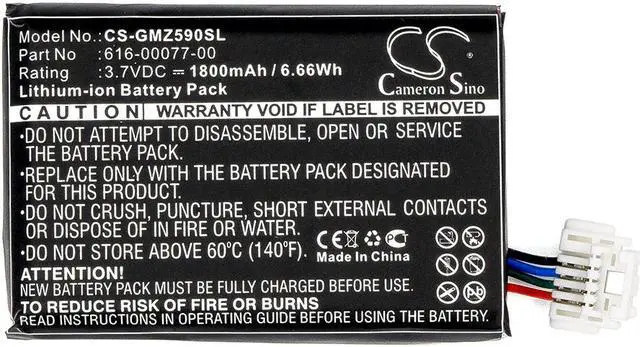 Model No.: CS-GMZ590SL
Part No : 616-00077-00
Rating : 3.7VDC ⎓ 1800mAh / 6.66Wh
Lithium-ion Battery Pack
CS
Cameron Sino
CAUTION WARRANTY VOID IF LABEL IS REMOVED
•DO NOT ATTEMPT TO DISASSEMBLE, OPEN OR SERVICE
THE BATTERY PACK.
•REPLACE ONLY WITH THE BATTERY PACK DESIGNATED
FOR THIS PRODUCT.
•DO NOT CRUSH, PUNCTURE, SHORT EXTERNAL CONTACTS
OR DISPOSE OF IN FIRE OR WATER.
•DO NOT STORE ABOVE 60°C (140°F).
CE FC
Made In China
ATTENTION!
NEW BATTERY PACK MUST BE FULLY CHARGED BEFORE USE.
TO REDUCE RISK OF FIRE OR BURNS
READ INSTRUCTIONS BEFORE USING THIS BATTERY.